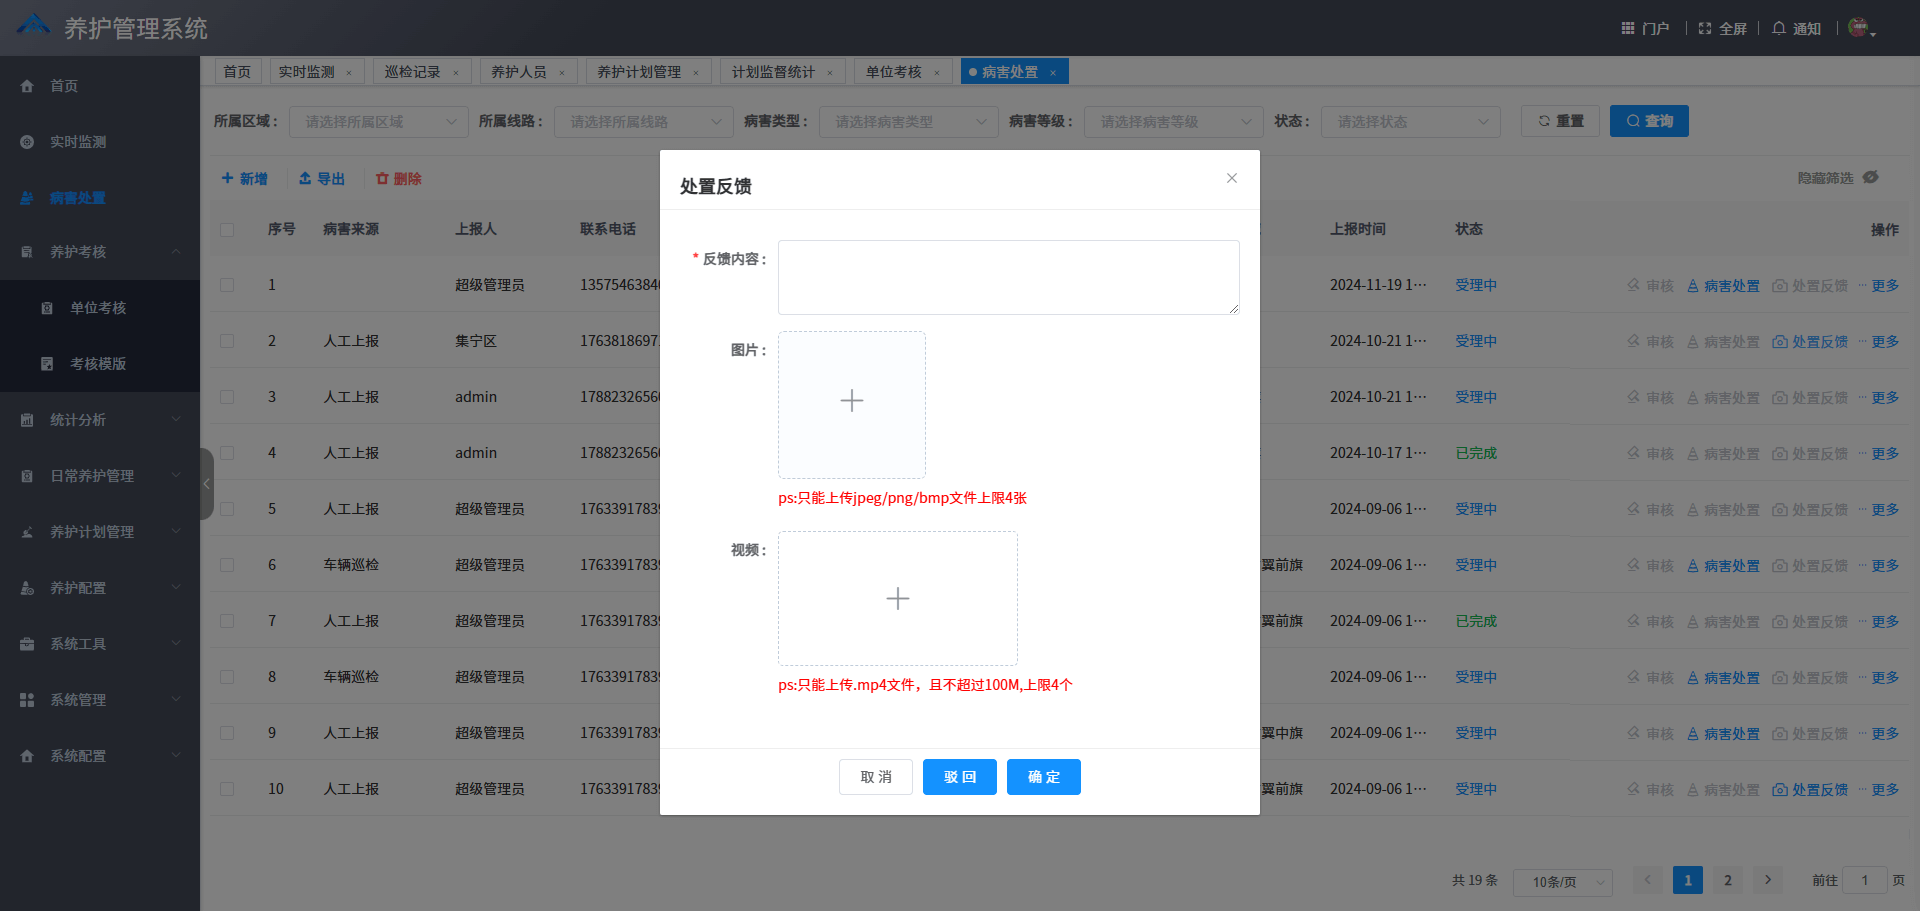 养护管理系统
门户
全屏
通知
首页
实时监测
巡检记录
养护人员
养护计划管理
计划监督统计
单位考核
病害处置
首页
实时监测
病害处置
养护考核
单位考核
考核模版
统计分析
日常养护管理
养护计划管理
养护配置
系统工具
系统管理
系统配置
所属区域： 请选择所属区域
所属线路： 请选择所属线路
病害类型： 请选择病害类型
病害等级： 请选择病害等级
状态： 请选择状态
重置
查询
新增 导出 删除
隐藏筛选
序号 病害来源 上报人 联系电话 上报时间 状态 操作
1 超级管理员 1357546384 2024-11-19 1··· 受理中 审核 病害处置 处置反馈 ··· 更多
2 人工上报 集宁区 1763818697 2024-10-21 1··· 受理中 审核 病害处置 处置反馈 ··· 更多
3 人工上报 admin 1788232656 2024-10-21 1··· 受理中 审核 病害处置 处置反馈 ··· 更多
4 人工上报 admin 1788232656 2024-10-17 1··· 已完成 审核 病害处置 处置反馈 ··· 更多
5 人工上报 超级管理员 1763391783 2024-09-06 1··· 受理中 审核 病害处置 处置反馈 ··· 更多
6 车辆巡检 超级管理员 1763391783 翼前旗 2024-09-06 1··· 受理中 审核 病害处置 处置反馈 ··· 更多
7 人工上报 超级管理员 1763391783 翼前旗 2024-09-06 1··· 已完成 审核 病害处置 处置反馈 ··· 更多
8 车辆巡检 超级管理员 1763391783 2024-09-06 1··· 受理中 审核 病害处置 处置反馈 ··· 更多
9 人工上报 超级管理员 1763391783 翼中旗 2024-09-06 1··· 受理中 审核 病害处置 处置反馈 ··· 更多
10 人工上报 超级管理员 1763391783 翼前旗 2024-09-06 1··· 受理中 审核 病害处置 处置反馈 ··· 更多
共 19 条 10条/页 1 2 前往 1 页
处置反馈
* 反馈内容：
图片：
ps:只能上传jpeg/png/bmp文件上限4张
视频：
ps:只能上传.mp4文件，且不超过100M,上限4个
取 消 驳 回 确 定